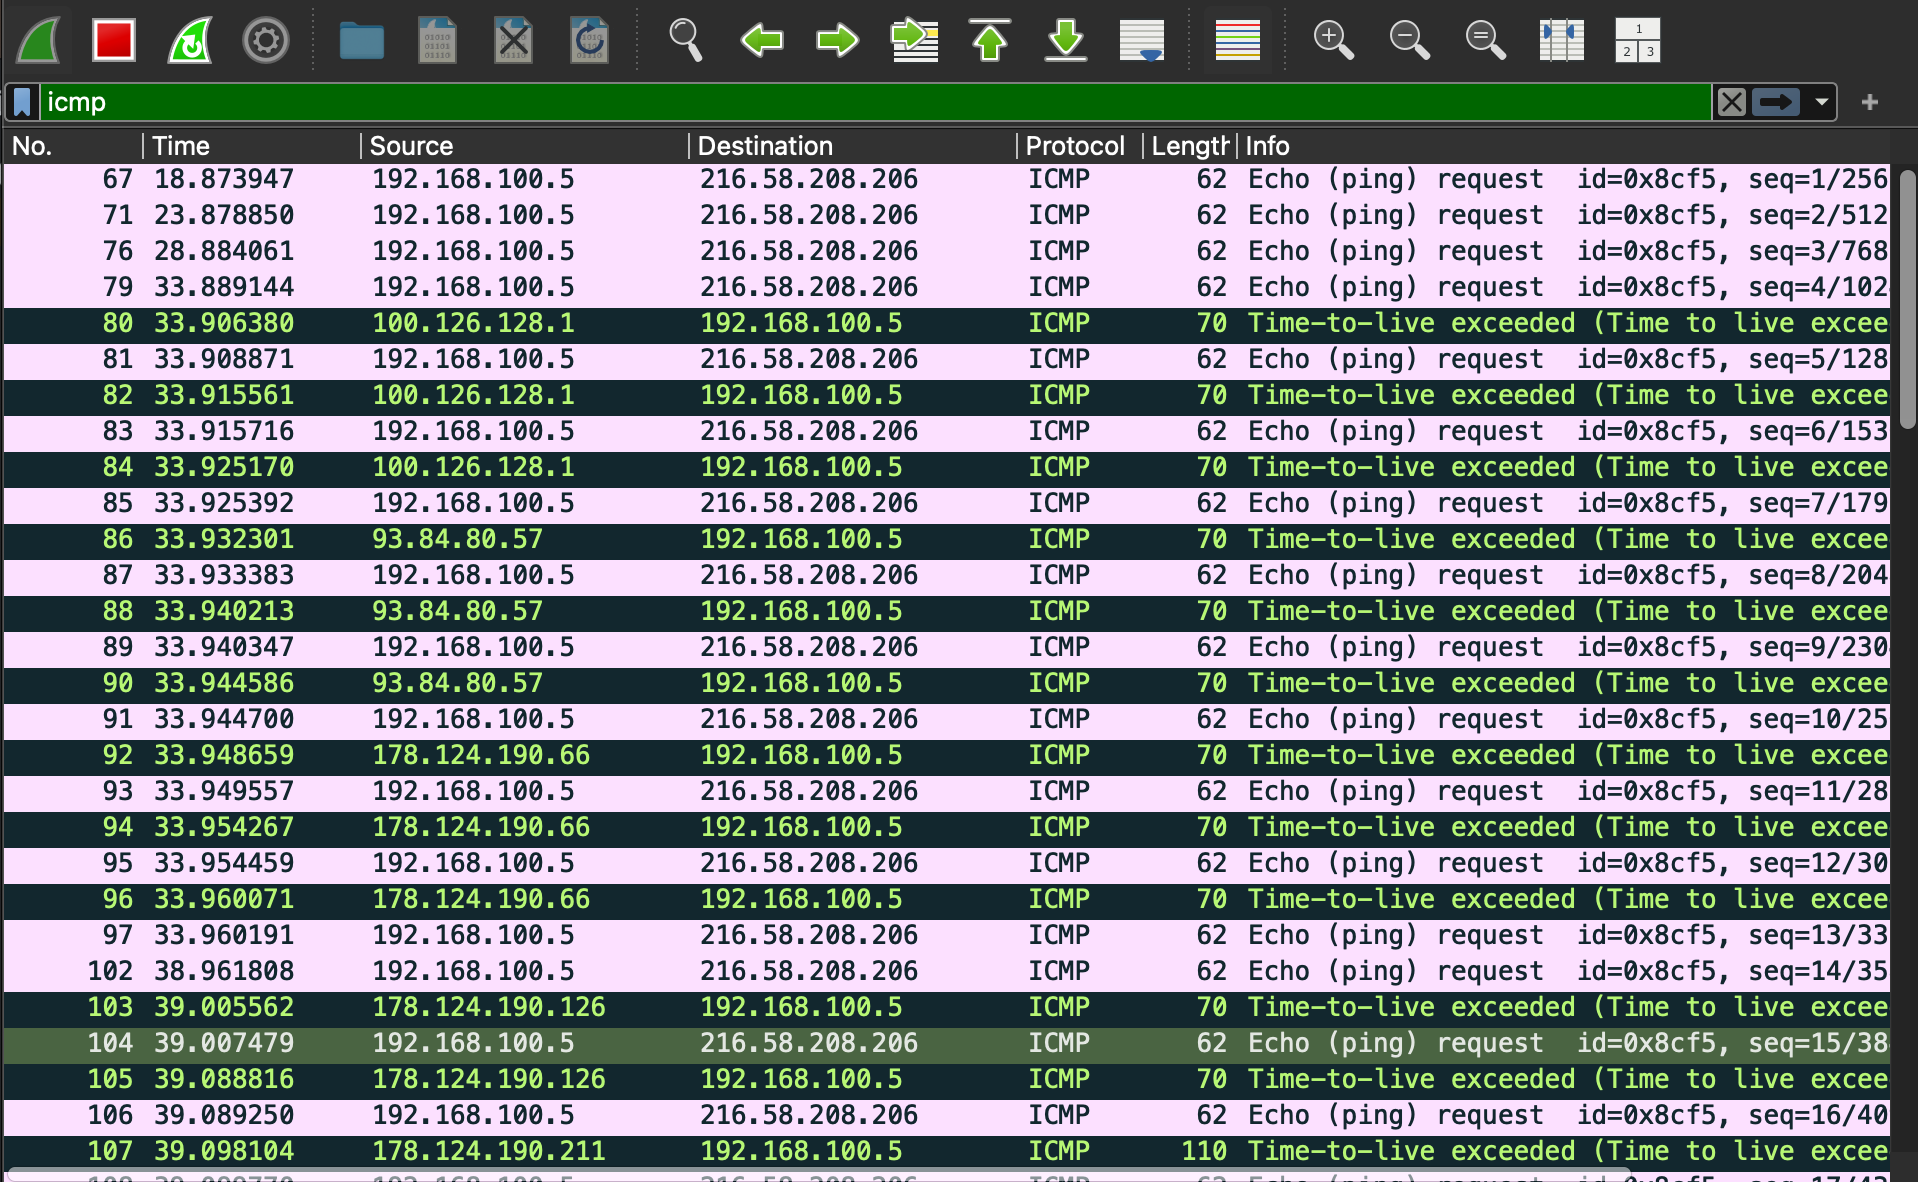 1
2 3
icmp
No. Time Source Destination Protocol Length Info
67 18.873947 192.168.100.5 216.58.208.206 ICMP 62 Echo (ping) request id=0x8cf5, seq=1/256
71 23.878850 192.168.100.5 216.58.208.206 ICMP 62 Echo (ping) request id=0x8cf5, seq=2/512
76 28.884061 192.168.100.5 216.58.208.206 ICMP 62 Echo (ping) request id=0x8cf5, seq=3/768
79 33.889144 192.168.100.5 216.58.208.206 ICMP 62 Echo (ping) request id=0x8cf5, seq=4/102
80 33.906380 100.126.128.1 192.168.100.5 ICMP 70 Time-to-live exceeded (Time to live excee
81 33.908871 192.168.100.5 216.58.208.206 ICMP 62 Echo (ping) request id=0x8cf5, seq=5/128
82 33.915561 100.126.128.1 192.168.100.5 ICMP 70 Time-to-live exceeded (Time to live excee
83 33.915716 192.168.100.5 216.58.208.206 ICMP 62 Echo (ping) request id=0x8cf5, seq=6/153
84 33.925170 100.126.128.1 192.168.100.5 ICMP 70 Time-to-live exceeded (Time to live excee
85 33.925392 192.168.100.5 216.58.208.206 ICMP 62 Echo (ping) request id=0x8cf5, seq=7/179
86 33.932301 93.84.80.57 192.168.100.5 ICMP 70 Time-to-live exceeded (Time to live excee
87 33.933383 192.168.100.5 216.58.208.206 ICMP 62 Echo (ping) request id=0x8cf5, seq=8/204
88 33.940213 93.84.80.57 192.168.100.5 ICMP 70 Time-to-live exceeded (Time to live excee
89 33.940347 192.168.100.5 216.58.208.206 ICMP 62 Echo (ping) request id=0x8cf5, seq=9/230
90 33.944586 93.84.80.57 192.168.100.5 ICMP 70 Time-to-live exceeded (Time to live excee
91 33.944700 192.168.100.5 216.58.208.206 ICMP 62 Echo (ping) request id=0x8cf5, seq=10/25
92 33.948659 178.124.190.66 192.168.100.5 ICMP 70 Time-to-live exceeded (Time to live excee
93 33.949557 192.168.100.5 216.58.208.206 ICMP 62 Echo (ping) request id=0x8cf5, seq=11/28
94 33.954267 178.124.190.66 192.168.100.5 ICMP 70 Time-to-live exceeded (Time to live excee
95 33.954459 192.168.100.5 216.58.208.206 ICMP 62 Echo (ping) request id=0x8cf5, seq=12/30
96 33.960071 178.124.190.66 192.168.100.5 ICMP 70 Time-to-live exceeded (Time to live excee
97 33.960191 192.168.100.5 216.58.208.206 ICMP 62 Echo (ping) request id=0x8cf5, seq=13/33
102 38.961808 192.168.100.5 216.58.208.206 ICMP 62 Echo (ping) request id=0x8cf5, seq=14/35
103 39.005562 178.124.190.126 192.168.100.5 ICMP 70 Time-to-live exceeded (Time to live excee
104 39.007479 192.168.100.5 216.58.208.206 ICMP 62 Echo (ping) request id=0x8cf5, seq=15/38
105 39.088816 178.124.190.126 192.168.100.5 ICMP 70 Time-to-live exceeded (Time to live excee
106 39.089250 192.168.100.5 216.58.208.206 ICMP 62 Echo (ping) request id=0x8cf5, seq=16/40
107 39.098104 178.124.190.211 192.168.100.5 ICMP 110 Time-to-live exceeded (Time to live excee